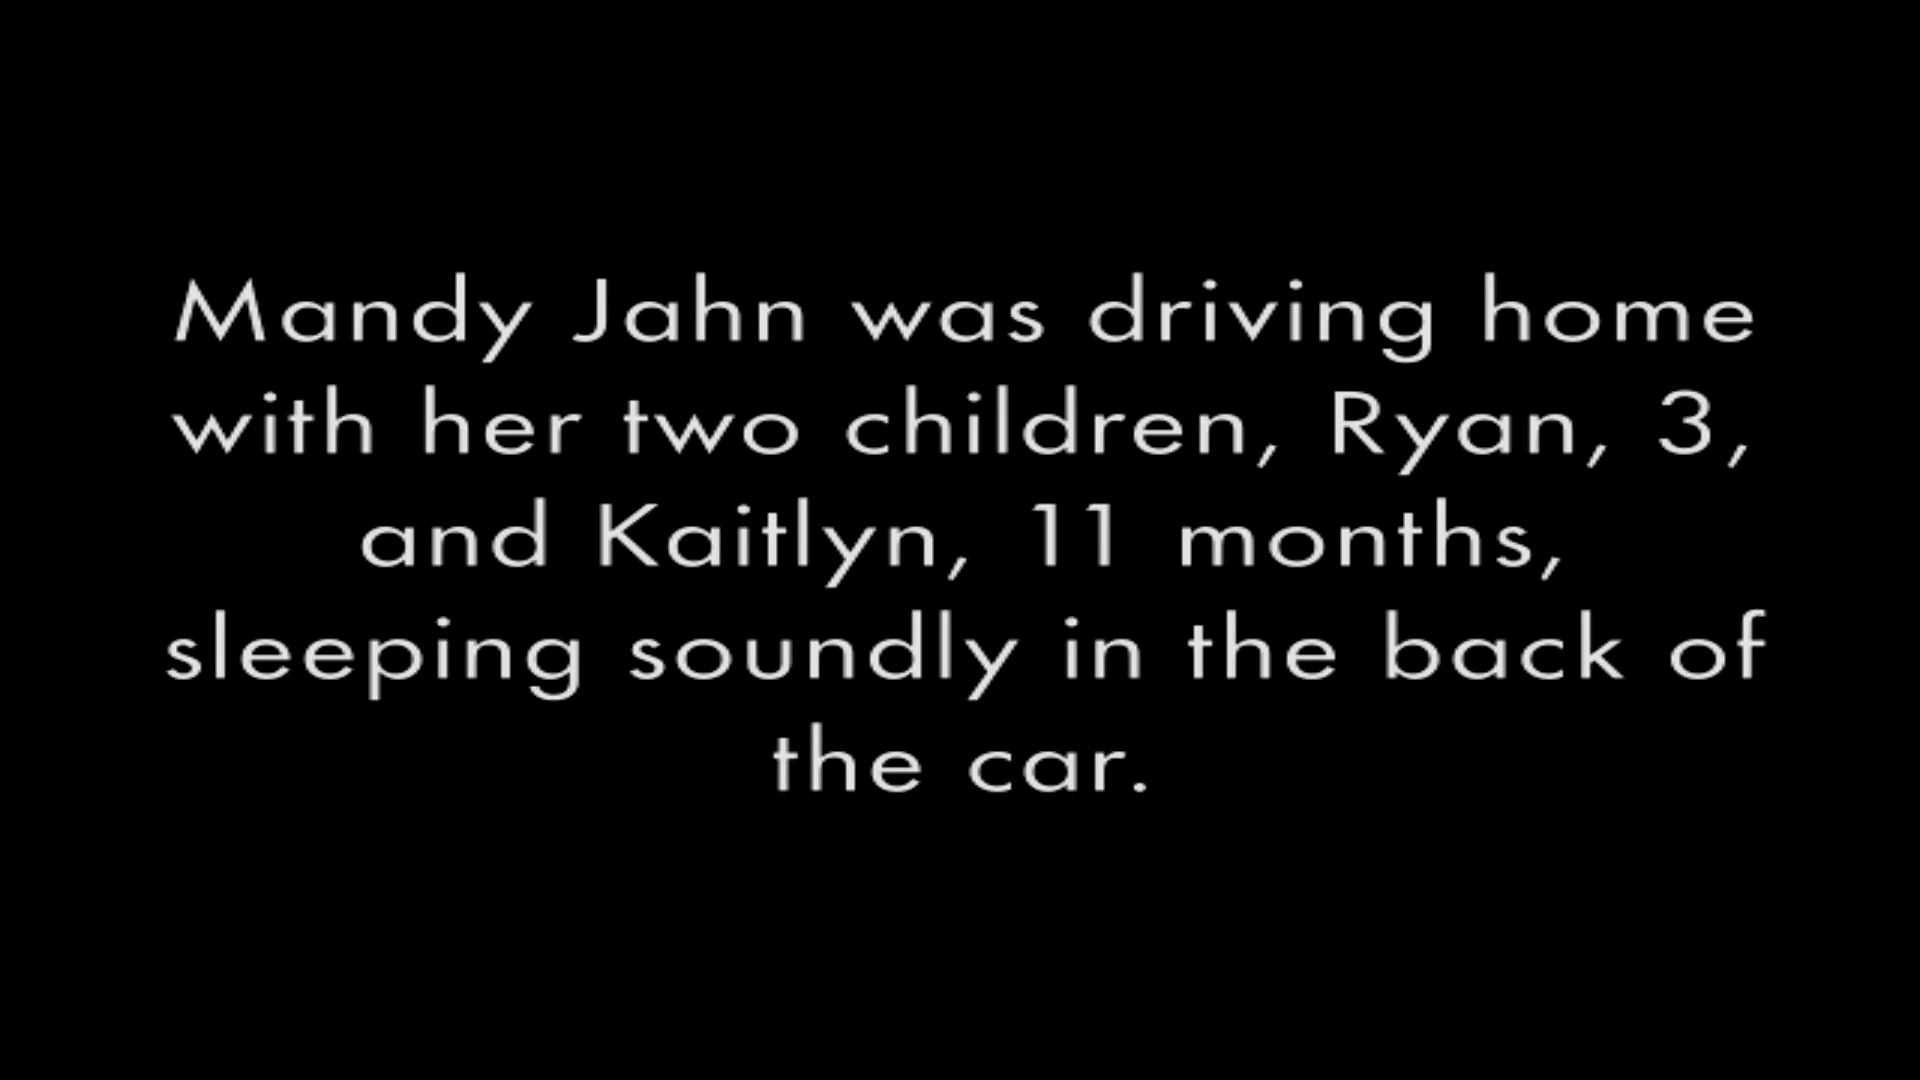 Mandy Jahn was driving home
with her two children, Ryan, 3,
and Kaitlyn, 11 months,
sleeping soundly in the back of
the car.